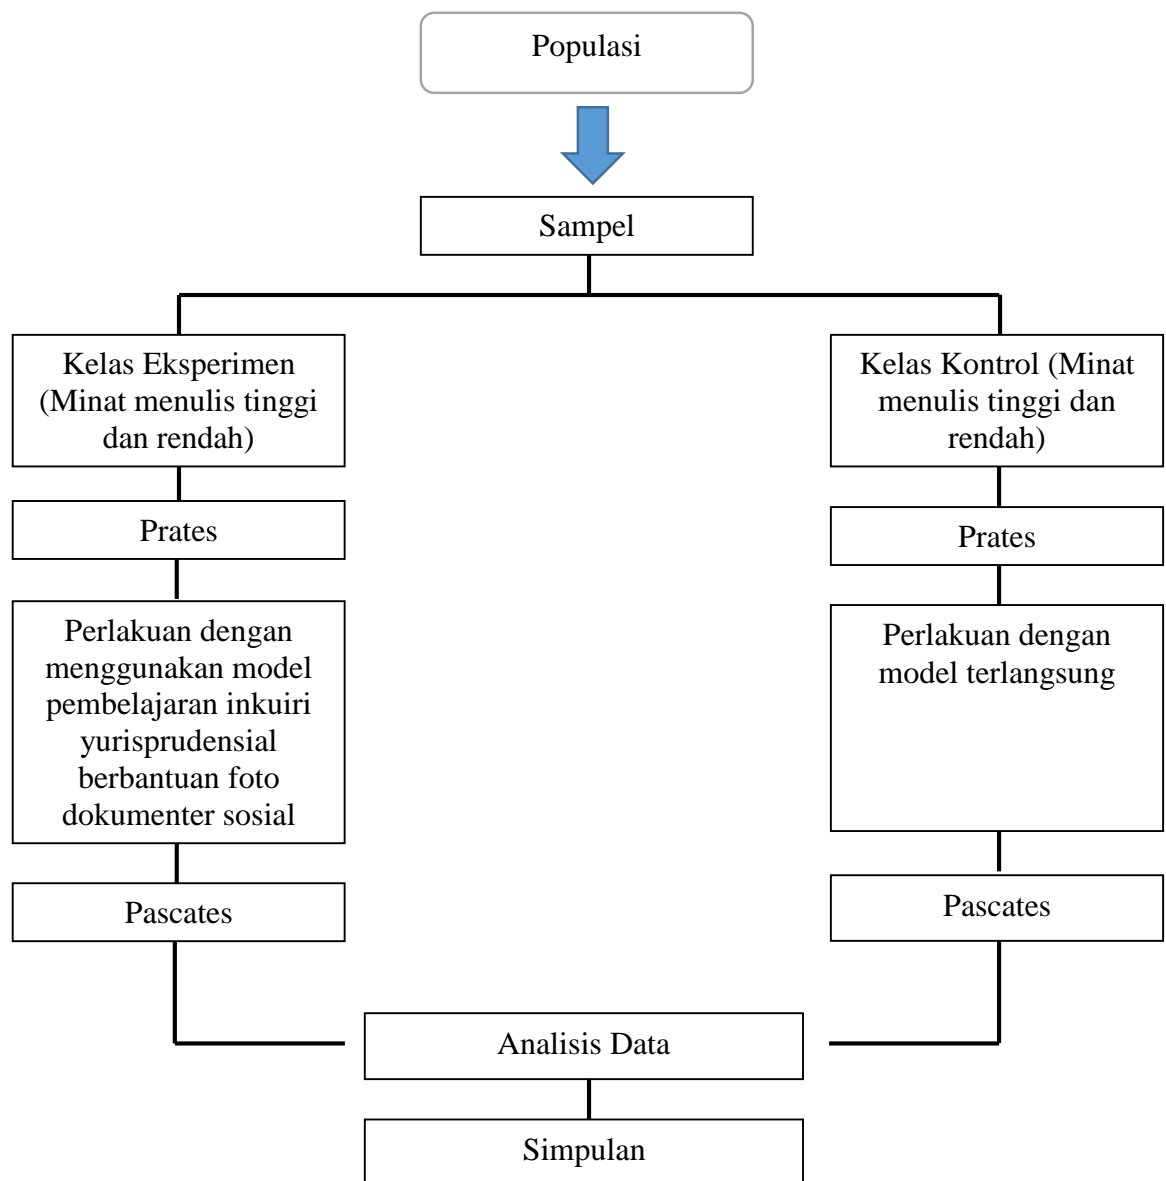 Populasi
Sampel
Kelas Eksperimen
(Minat menulis tinggi
dan rendah)
Kelas Kontrol (Minat
menulis tinggi dan
rendah)
Prates
Prates
Perlakuan dengan
menggunakan model
pembelajaran inkuiri
yurisprudensial
berbantuan foto
dokumenter sosial
Perlakuan dengan
model terlangsung
Pascates
Pascates
Analisis Data
Simpulan